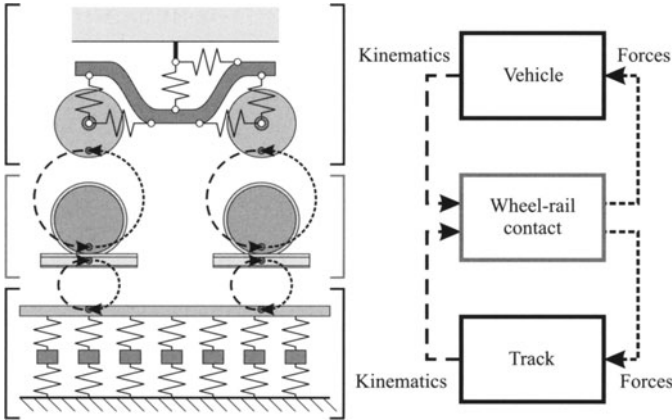 Kinematics
Forces
Vehicle
Wheel-rail
contact
Track
Kinematics
Forces